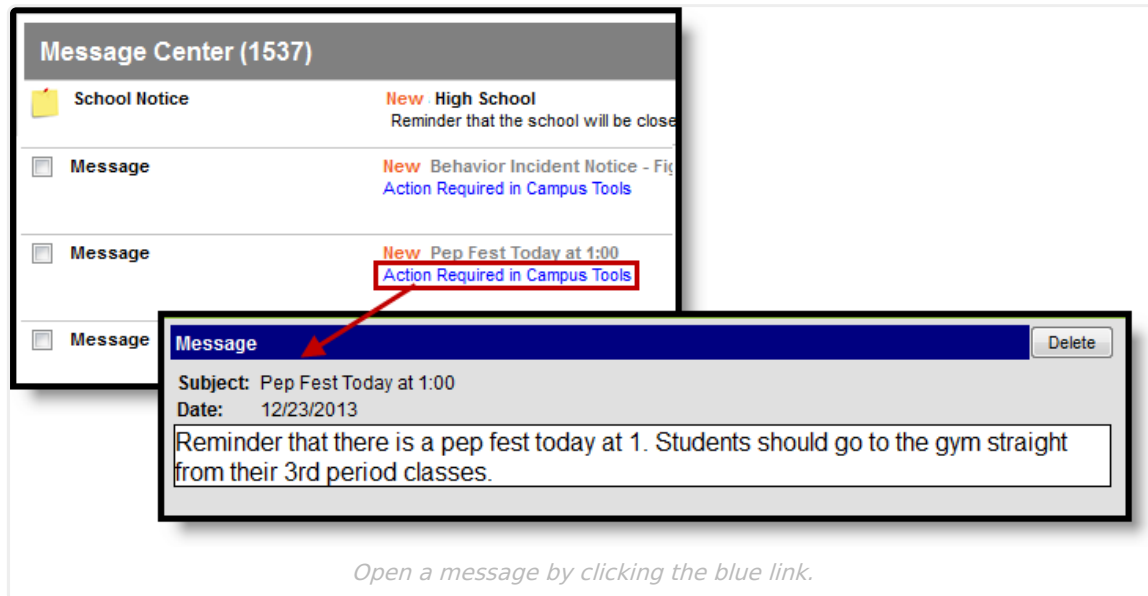 Message Center (1537)
School Notice
New High School
Reminder that the school will be close
Message
New Behavior Incident Notice - Fig
Action Required in Campus Tools
Message
New Pep Fest Today at 1:00
Action Required in Campus Tools
Message
Message
Delete
Subject: Pep Fest Today at 1:00
Date: 12/23/2013
Reminder that there is a pep fest today at 1. Students should go to the gym straight
from their 3rd period classes.
Open a message by clicking the blue link.